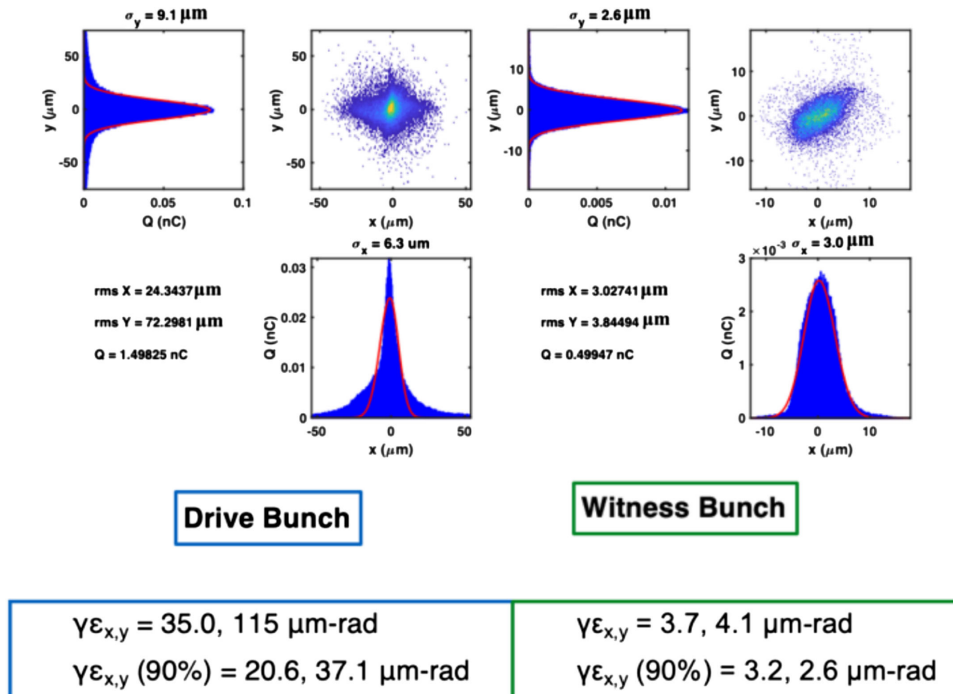 σy = 9.1 μm
50
0
-50
y (μm)
0
0.05
0.1
Q (nC)
50
0
-50
y (μm)
-50
0
50
x (μm)
σx = 6.3 um
0.03
0.02
0.01
0
Q (nC)
-50
0
50
x (μm)
rms X = 24.3437 μm
rms Y = 72.2981 μm
Q = 1.49825 nC
σy = 2.6 μm
10
0
-10
y (μm)
0
0.005
0.01
Q (nC)
10
0
-10
y (μm)
-10
0
10
x (μm)
×10⁻³ σx = 3.0 μm
3
2
1
0
Q (nC)
-10
0
10
x (μm)
rms X = 3.02741 μm
rms Y = 3.84494 μm
Q = 0.49947 nC
Drive Bunch
Witness Bunch
γεx,y = 35.0, 115 μm-rad
γεx,y (90%) = 20.6, 37.1 μm-rad
γεx,y = 3.7, 4.1 μm-rad
γεx,y (90%) = 3.2, 2.6 μm-rad